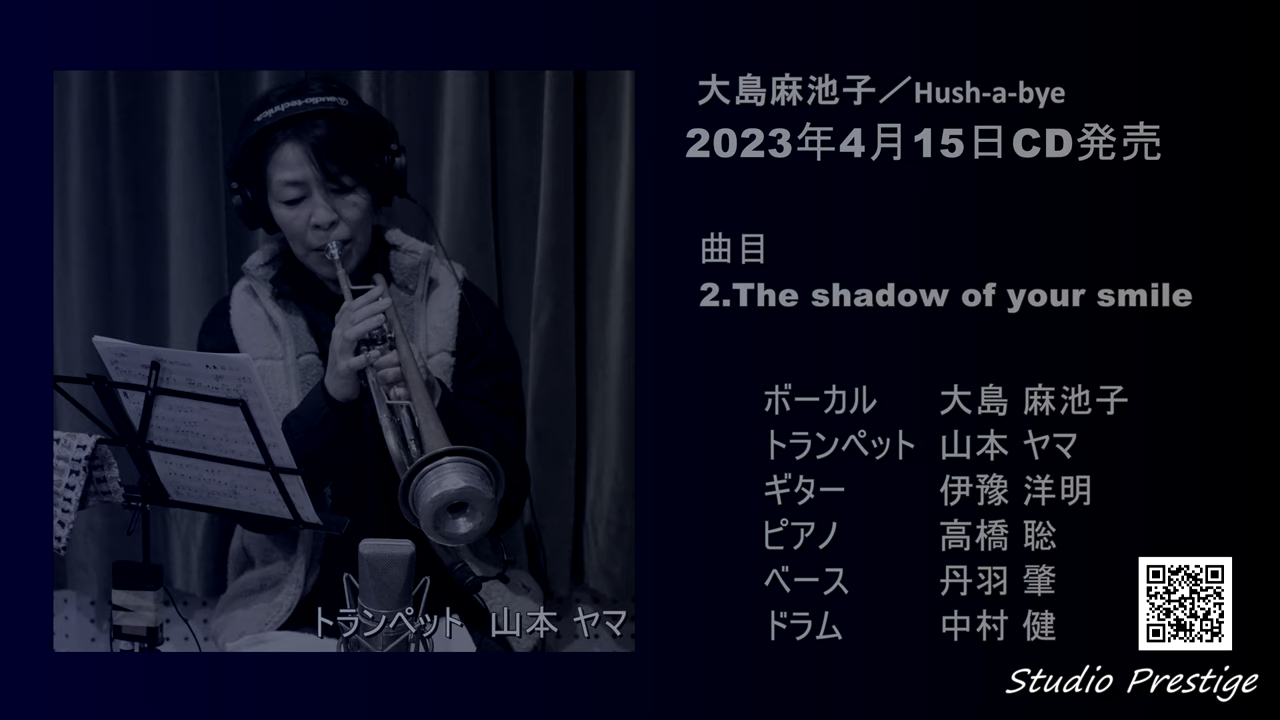 audio-technica
大島麻池子／Hush-a-bye
2023年4月15日CD発売
曲目
2.The shadow of your smile
ボーカル 大島 麻池子
トランペット 山本 ヤマ
ギター 伊豫 洋明
ピアノ 高橋 聡
ベース 丹羽 肇
ドラム 中村 健
トランペット 山本 ヤマ
Studio Prestige